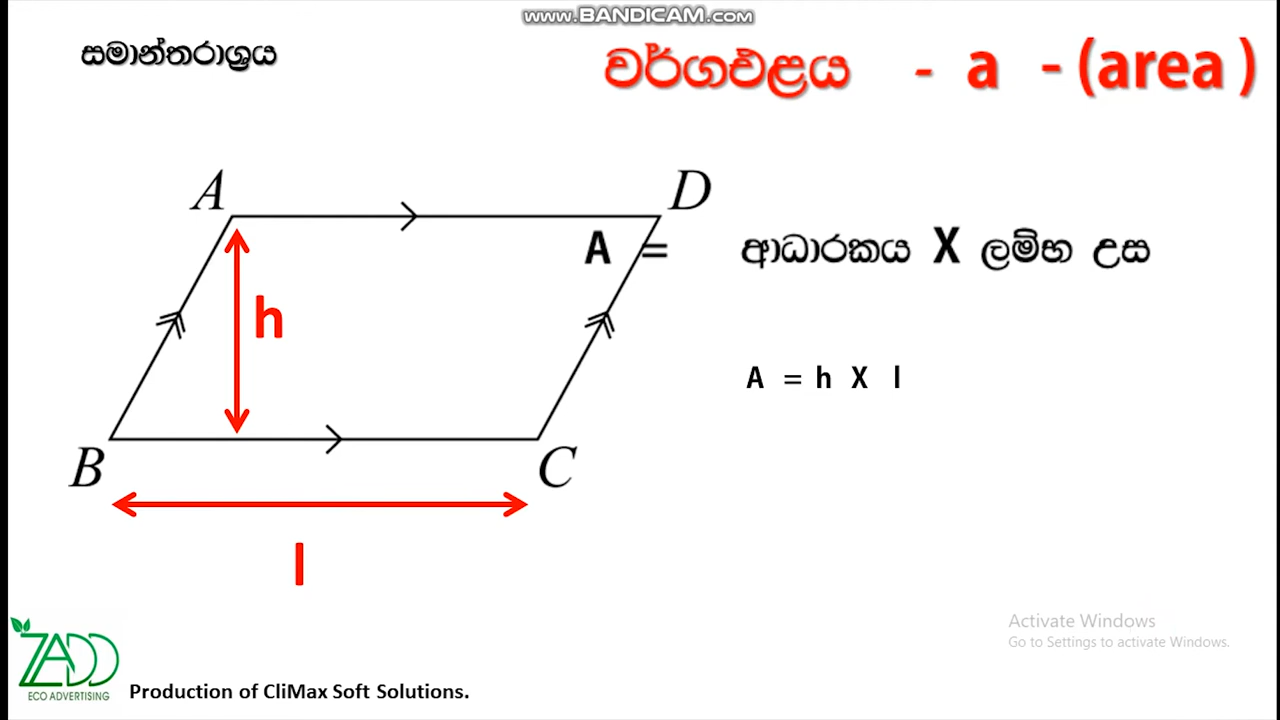 www.BANDICAM.com
සමාන්තරාශ්‍රය
වර්ගඵළය - a - (area )
A D
A = ආධාරකය X ලම්භ උස
h
A = h X l
B C
l
Activate Windows
Go to Settings to activate Windows.
ZADD
ECO ADVERTISING
Production of CliMax Soft Solutions.